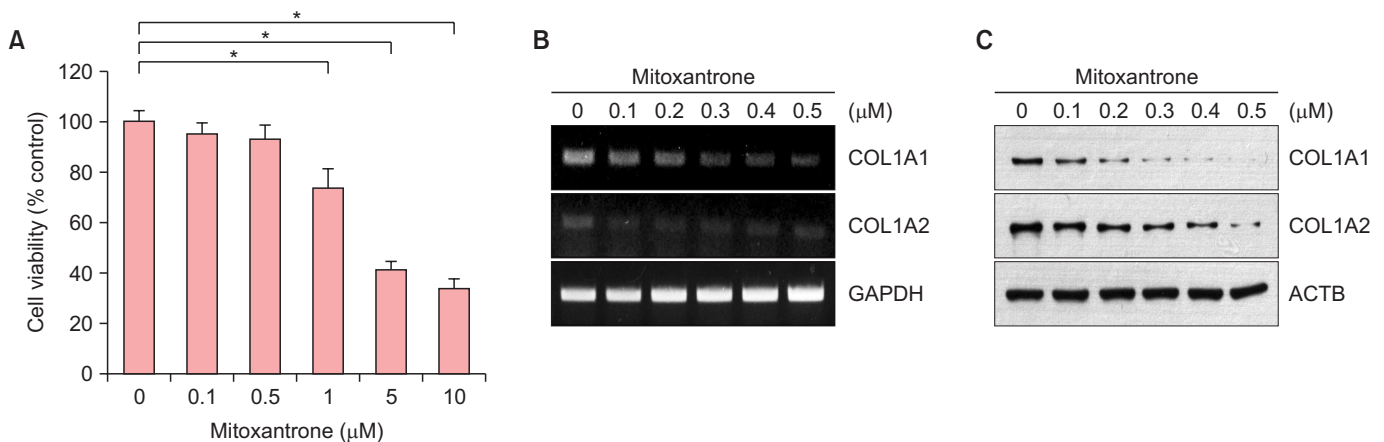 A
*
*
*
120
100
80
60
40
20
0
Cell viability (% control)
0 0.1 0.5 1 5 10
Mitoxantrone (μM)
B
Mitoxantrone
0 0.1 0.2 0.3 0.4 0.5 (μM)
COL1A1
COL1A2
GAPDH
C
Mitoxantrone
0 0.1 0.2 0.3 0.4 0.5 (μM)
COL1A1
COL1A2
ACTB